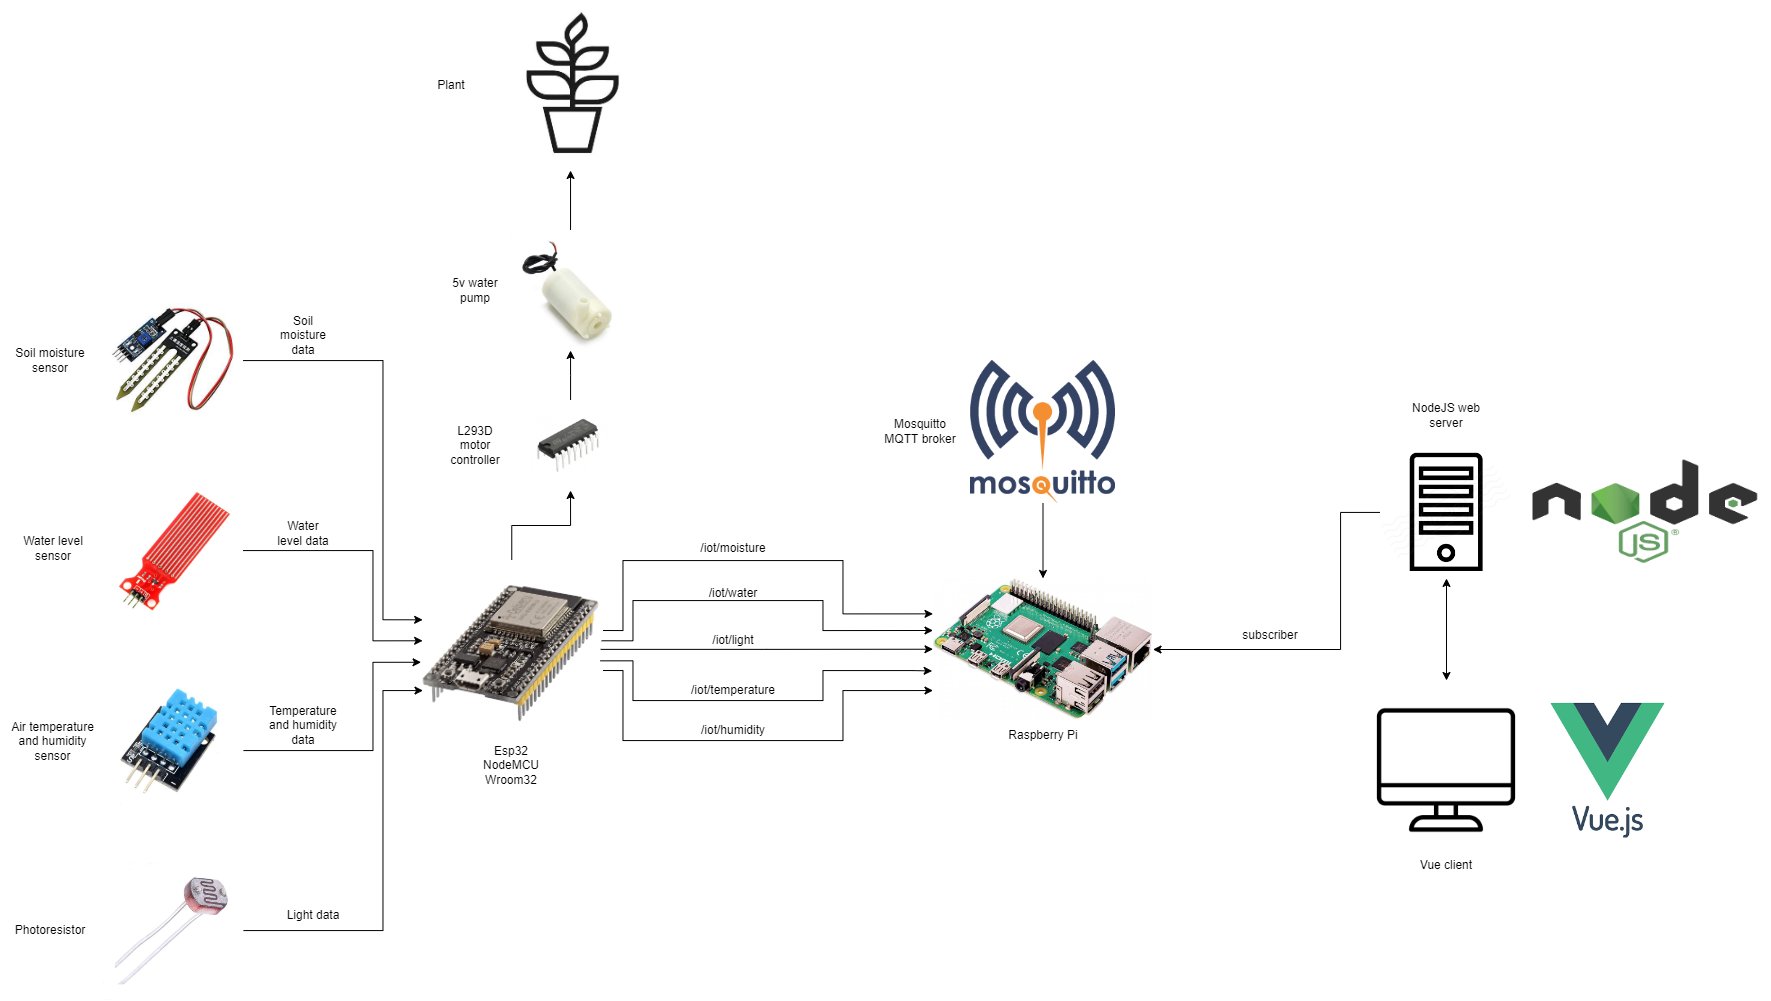 Plant
5v water
pump
Soil
moisture
data
Soil moisture
sensor
L293D
motor
controller
Mosquitto
MQTT broker
mosquitto
NodeJS web
server
node
JS
®
Water level
sensor
Water
level data
/iot/moisture
/iot/water
/iot/light
/iot/temperature
/iot/humidity
subscriber
Air temperature
and humidity
sensor
Temperature
and humidity
data
Esp32
NodeMCU
Wroom32
Raspberry Pi
Vue.js
Vue client
Photoresistor
Light data